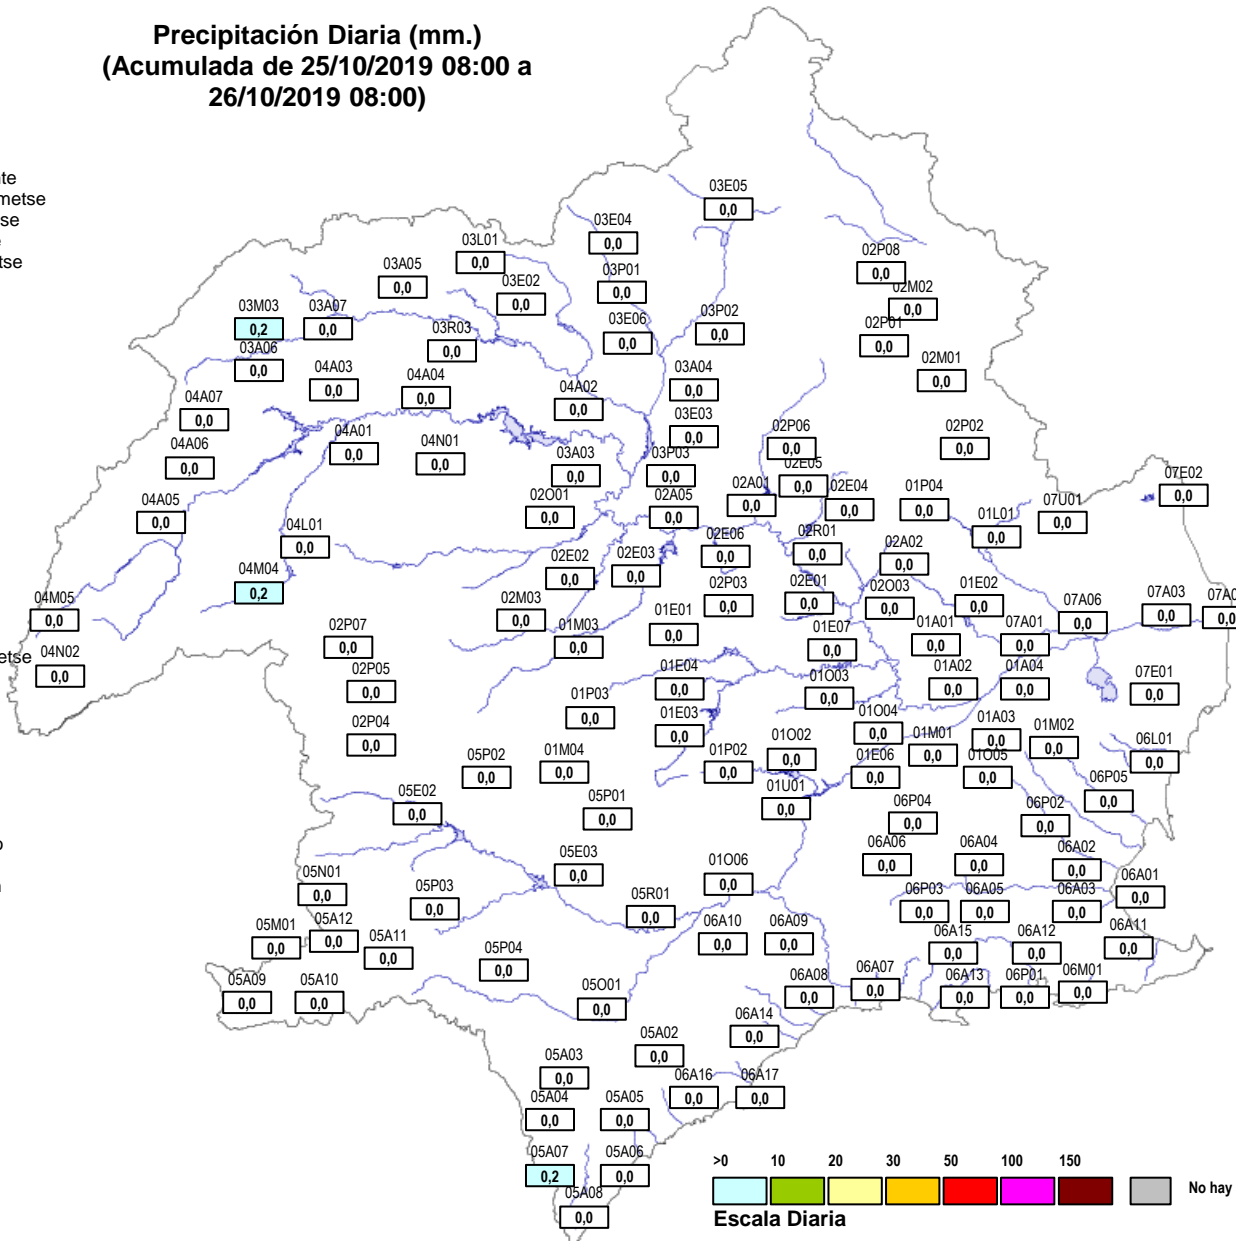 Precipitación Diaria (mm.)
(Acumulada de 25/10/2019 08:00 a
26/10/2019 08:00)
03E05
0,0
03E04
0,0
03L01
0,0
02P08
0,0
03A05
0,0
03P01
0,0
03E02
0,0
02M02
0,0
03M03
0,2
03A07
0,0
03P02
0,0
03E06
0,0
02P01
0,0
03R03
0,0
03A06
0,0
04A03
0,0
03A04
0,0
02M01
0,0
04A04
0,0
04A02
0,0
04A07
0,0
03E03
0,0
04A01
0,0
02P06
0,0
02P02
0,0
04A06
0,0
04N01
0,0
03A03
0,0
03P03
0,0
02E05
0,0
07E02
0,0
02A01
0,0
02E04
0,0
01P04
0,0
04A05
0,0
02O01
0,0
02A05
0,0
07U01
0,0
01L01
0,0
04L01
0,0
02E06
0,0
02R01
0,0
02A02
0,0
02E02
0,0
02E03
0,0
04M04
0,2
02P03
0,0
02E01
0,0
02O03
0,0
01E02
0,0
04M05
0,0
02M03
0,0
01E01
0,0
07A06
0,0
07A03
0,0
07A0
0,0
02P07
0,0
01M03
0,0
01E07
0,0
01A01
0,0
07A01
0,0
etse
04N02
0,0
02P05
0,0
01E04
0,0
01O03
0,0
01A02
0,0
01A04
0,0
07E01
0,0
01P03
0,0
02P04
0,0
01E03
0,0
01O04
0,0
01A03
0,0
01M02
0,0
05P02
0,0
01M04
0,0
01P02
0,0
01O02
0,0
01M01
0,0
01E06
0,0
01O05
0,0
06L01
0,0
05E02
0,0
05P01
0,0
01U01
0,0
06P04
0,0
06P02
0,0
06P05
0,0
05E03
0,0
01O06
0,0
06A06
0,0
06A04
0,0
06A02
0,0
05N01
0,0
05P03
0,0
05R01
0,0
06P03
0,0
06A05
0,0
06A03
0,0
06A01
0,0
05M01
0,0
05A12
0,0
05A11
0,0
06A10
0,0
06A09
0,0
06A15
0,0
06A12
0,0
06A11
0,0
05P04
0,0
05A09
0,0
05A10
0,0
05O01
0,0
06A08
0,0
06A07
0,0
06A13
0,0
06P01
0,0
06M01
0,0
05A02
0,0
06A14
0,0
05A03
0,0
06A16
0,0
06A17
0,0
05A04
0,0
05A05
0,0
05A07
0,2
05A06
0,0
05A08
0,0
>0 10 20 30 50 100 150
No hay
Escala Diaria